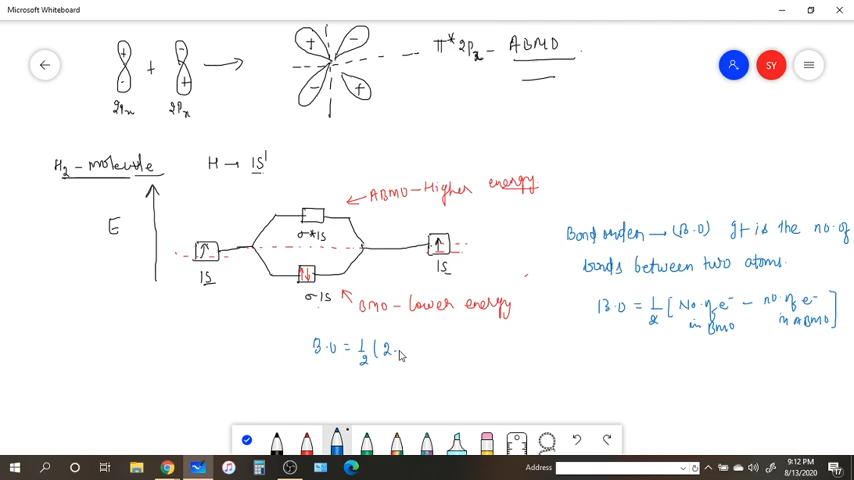 Microsoft Whiteboard
+ - + +
- +
2Px 2Px
+ -
- +
π* 2Px - ABMO
SY
H2 - molecule H → 1S¹
ABMO - Higher energy
E
σ*1S
1S
1S
σ1S
BMO - Lower energy
Bond order → (B.O) It is the no. of
bonds between two atoms.
B.O = 1/2 [No. of e⁻ in BMO - no. of e⁻ in ABMO]
B.O = 1/2 (2 -
Address
9:12 PM
8/13/2020
17